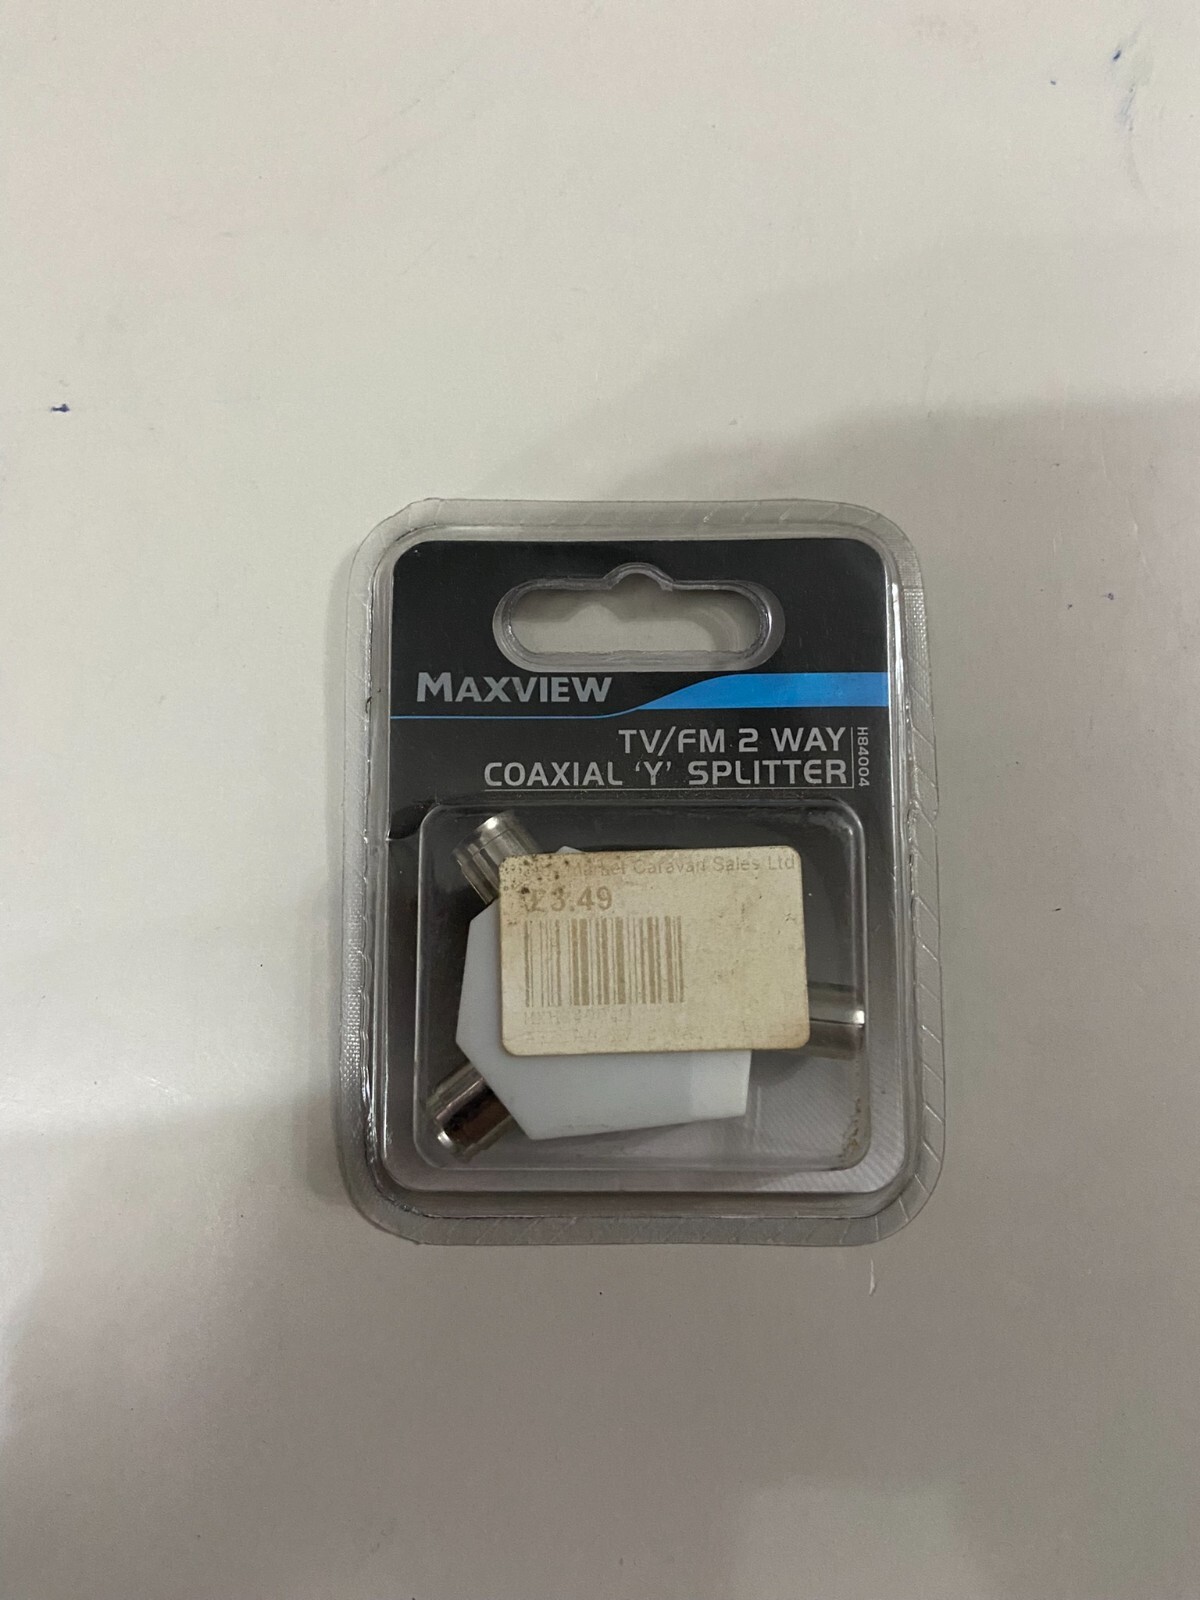 MAXVIEW
TV/FM 2 WAY
COAXIAL 'Y' SPLITTER
H84004
Caravan Sales Ltd
£3.49